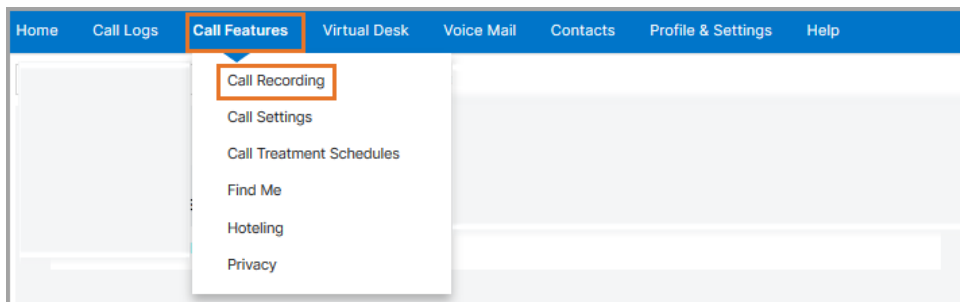 Home Call Logs Call Features Virtual Desk Voice Mail Contacts Profile & Settings Help
Call Recording
Call Settings
Call Treatment Schedules
Find Me
Hoteling
Privacy